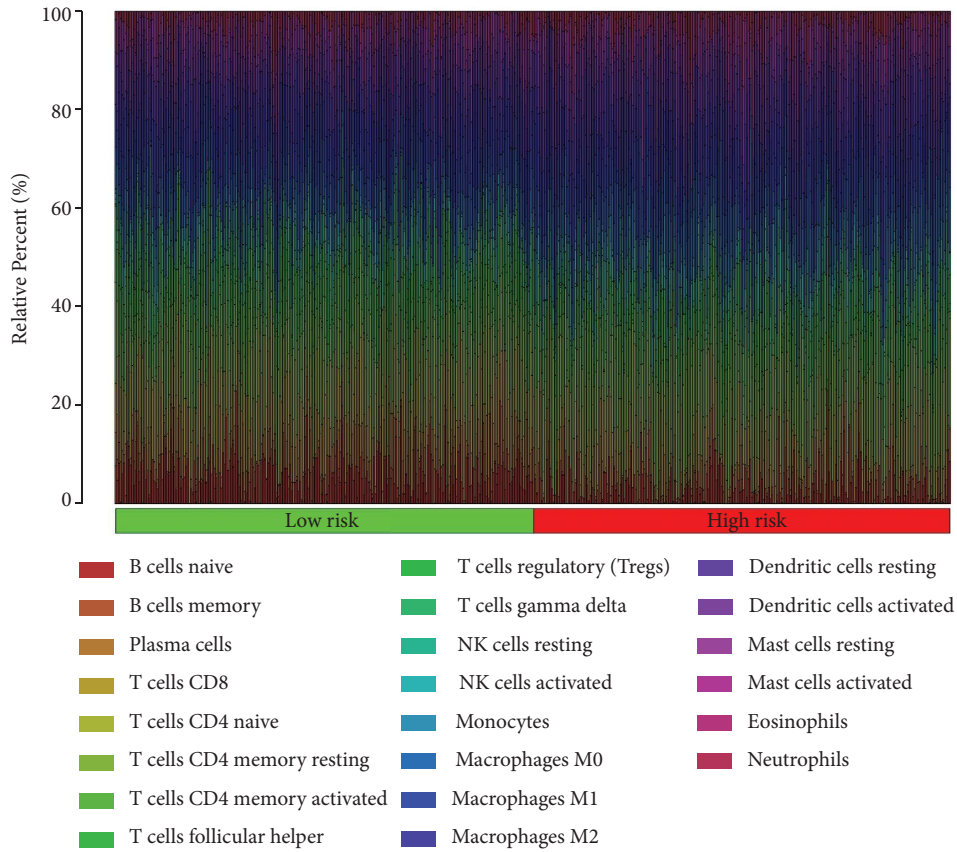 100
80
60
40
20
0
Relative Percent (%)
Low risk
High risk
B cells naive
B cells memory
Plasma cells
T cells CD8
T cells CD4 naive
T cells CD4 memory resting
T cells CD4 memory activated
T cells follicular helper
T cells regulatory (Tregs)
T cells gamma delta
NK cells resting
NK cells activated
Monocytes
Macrophages M0
Macrophages M1
Macrophages M2
Dendritic cells resting
Dendritic cells activated
Mast cells resting
Mast cells activated
Eosinophils
Neutrophils